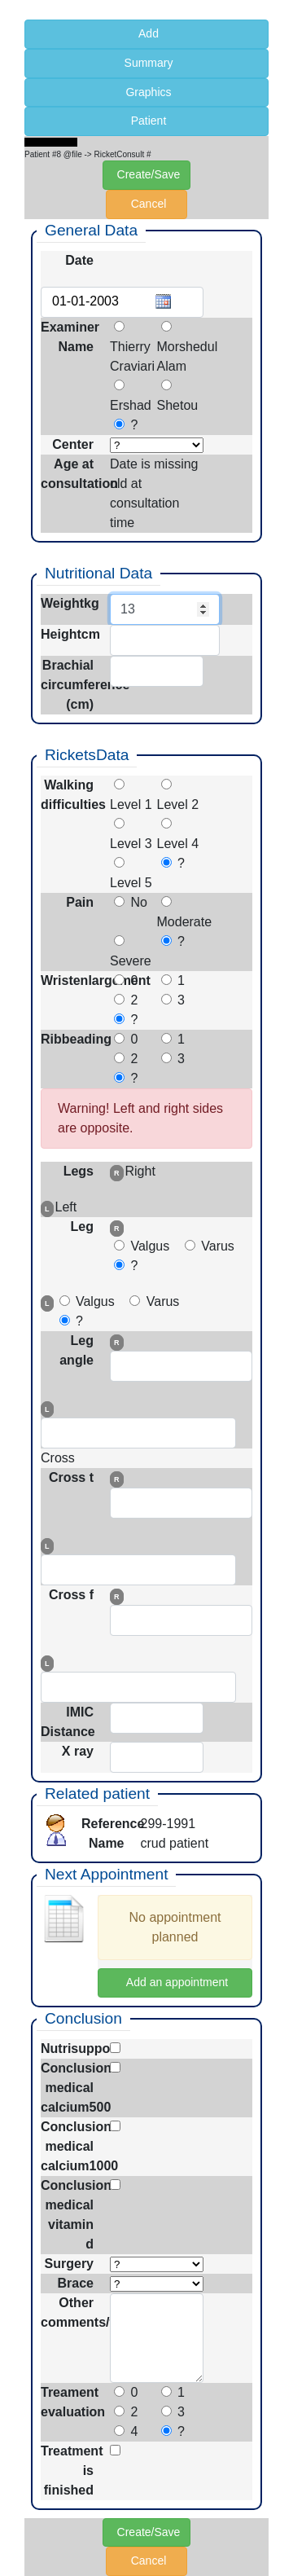 Add
Summary
Graphics
Patient
Patient #8 @file -> RicketConsult #
Create/Save
Cancel
General Data
Date
01-01-2003
Examiner
Name Thierry Morshedul
Craviari Alam
Ershad Shetou
?
Center ?
Age at Date is missing
consultation old at
consultation
time
Nutritional Data
Weightkg 13
Heightcm
Brachial
circumference
(cm)
RicketsData
Walking
difficulties Level 1 Level 2
Level 3 Level 4
?
Level 5
Pain No
Moderate
?
Severe
Wristenlargement 0 1
2 3
?
Ribbeading 0 1
2 3
?
Warning! Left and right sides
are opposite.
Legs R Right
L Left
Leg R
Valgus Varus
?
L Valgus Varus
?
Leg R
angle
L
Cross
Cross t R
L
Cross f R
L
IMIC
Distance
X ray
Related patient
Reference 299-1991
Name crud patient
Next Appointment
No appointment
planned
Add an appointment
Conclusion
Nutrisuppo
Conclusion
medical
calcium500
Conclusion
medical
calcium1000
Conclusion
medical
vitamin
d
Surgery ?
Brace ?
Other
comments/
Treament 0 1
evaluation 2 3
4 ?
Treatment
is
finished
Create/Save
Cancel